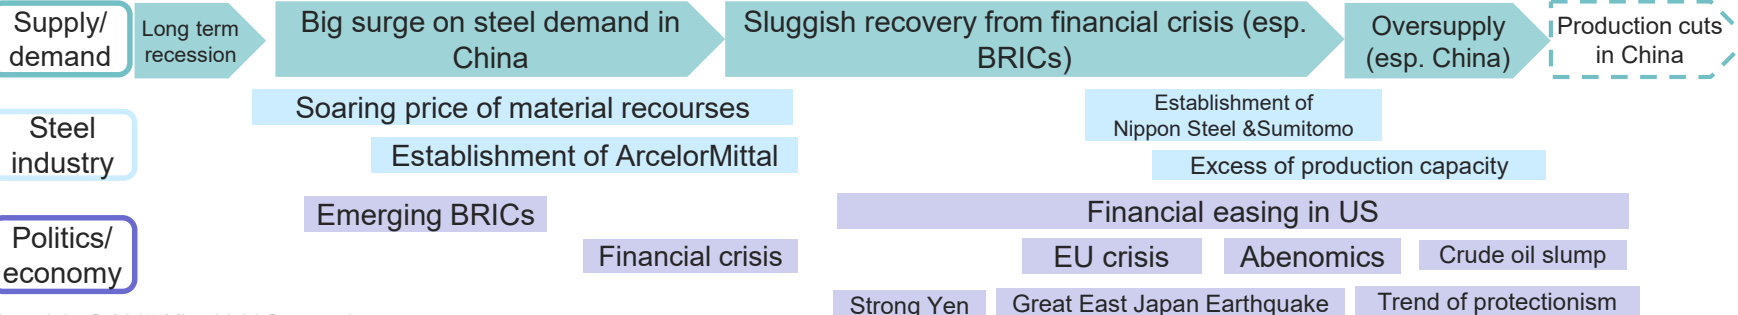 Supply/
demand
Long term
recession
Big surge on steel demand in
China
Sluggish recovery from financial crisis (esp.
BRICs)
Oversupply
(esp. China)
Production cuts
in China
Steel
industry
Soaring price of material recourses
Establishment of
Nippon Steel &Sumitomo
Establishment of ArcelorMittal
Excess of production capacity
Politics/
economy
Emerging BRICs
Financial easing in US
Financial crisis
EU crisis
Abenomics
Crude oil slump
Strong Yen
Great East Japan Earthquake
Trend of protectionism